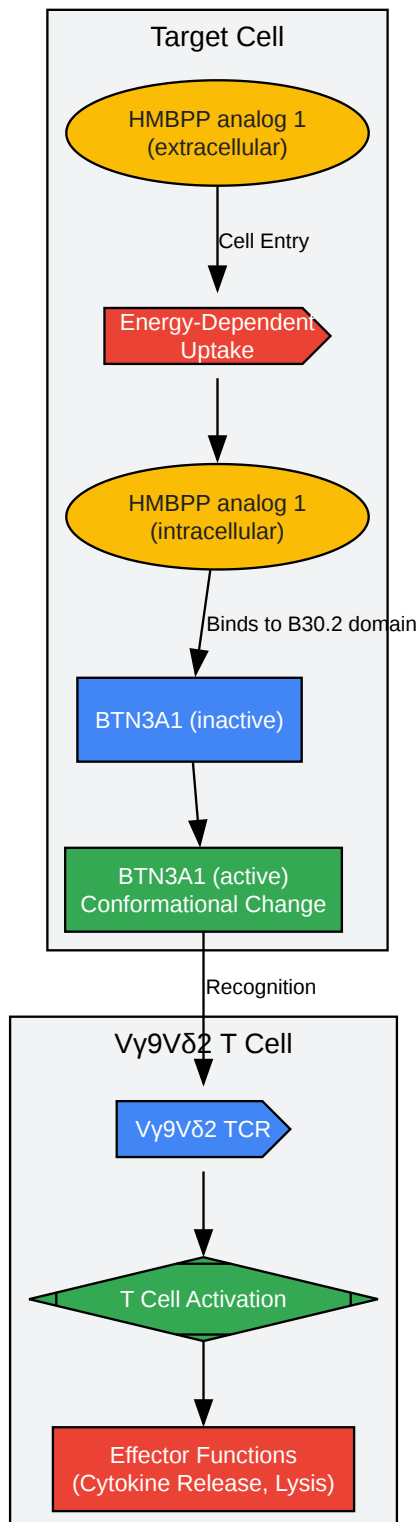 Target Cell
HMBPP analog 1
(extracellular)
Cell Entry
Energy-Dependent
Uptake
HMBPP analog 1
(intracellular)
Binds to B30.2 domain
BTN3A1 (inactive)
BTN3A1 (active)
Conformational Change
Recognition
Vγ9Vδ2 T Cell
Vγ9Vδ2 TCR
T Cell Activation
Effector Functions
(Cytokine Release, Lysis)